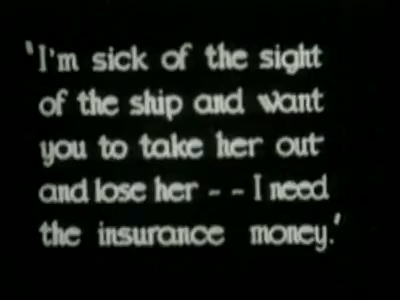 "I'm sick of the sight
of the ship and want
you to take her out
and lose her -- I need
the insurance money."